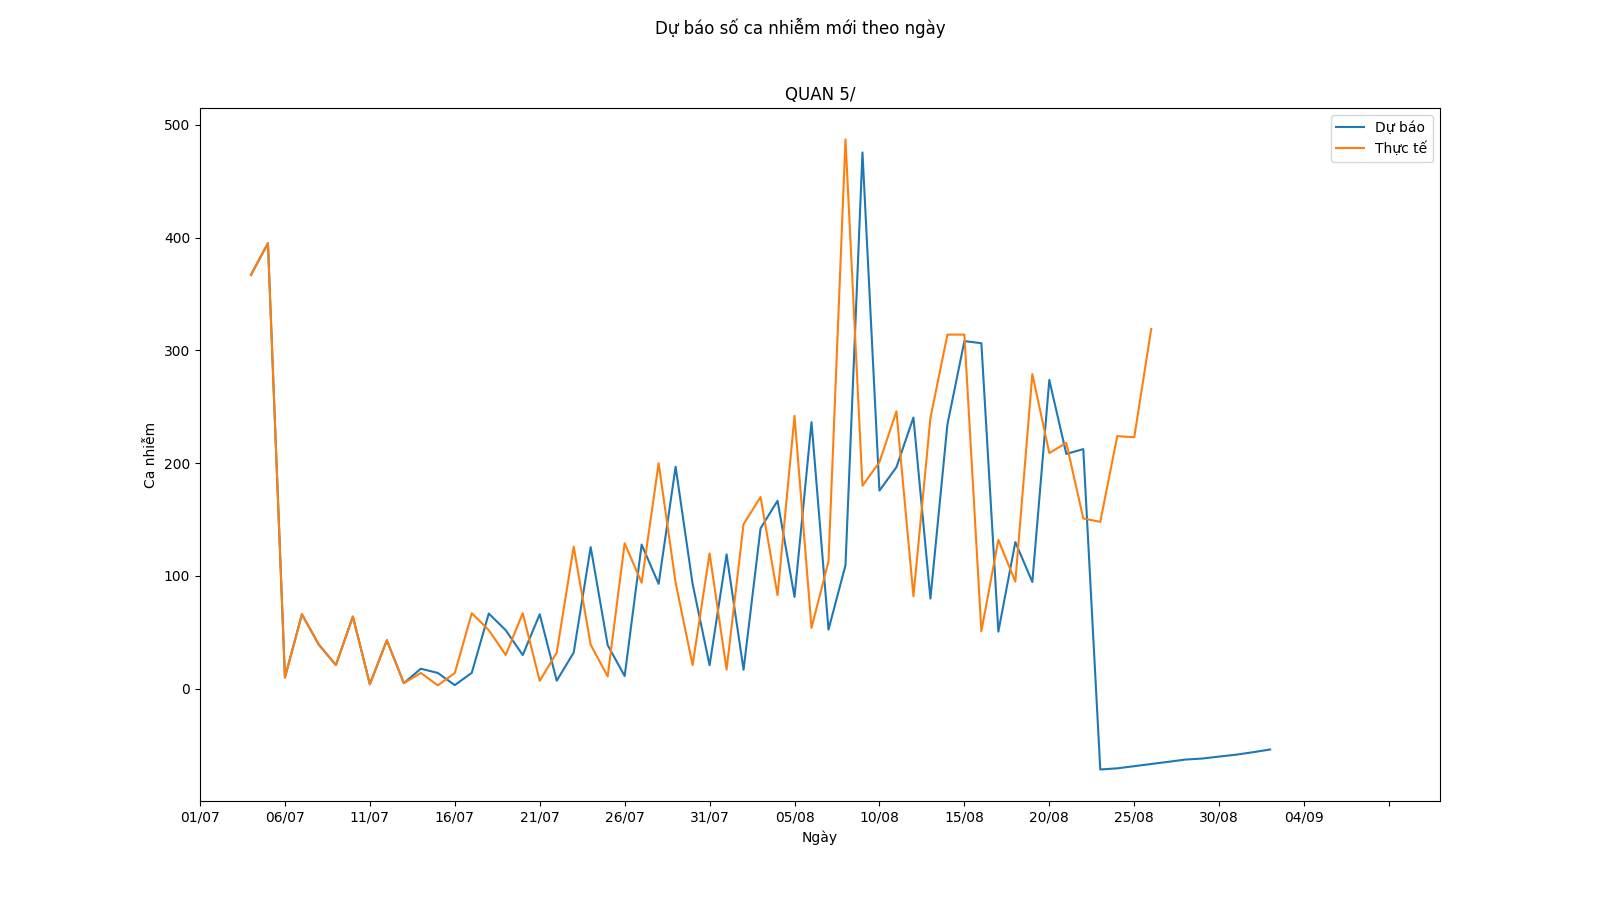 Dự báo số ca nhiễm mới theo ngày
QUAN 5/
Dự báo
Thực tế
500
400
300
200
100
0
Ca nhiễm
01/07 06/07 11/07 16/07 21/07 26/07 31/07 05/08 10/08 15/08 20/08 25/08 30/08 04/09
Ngày